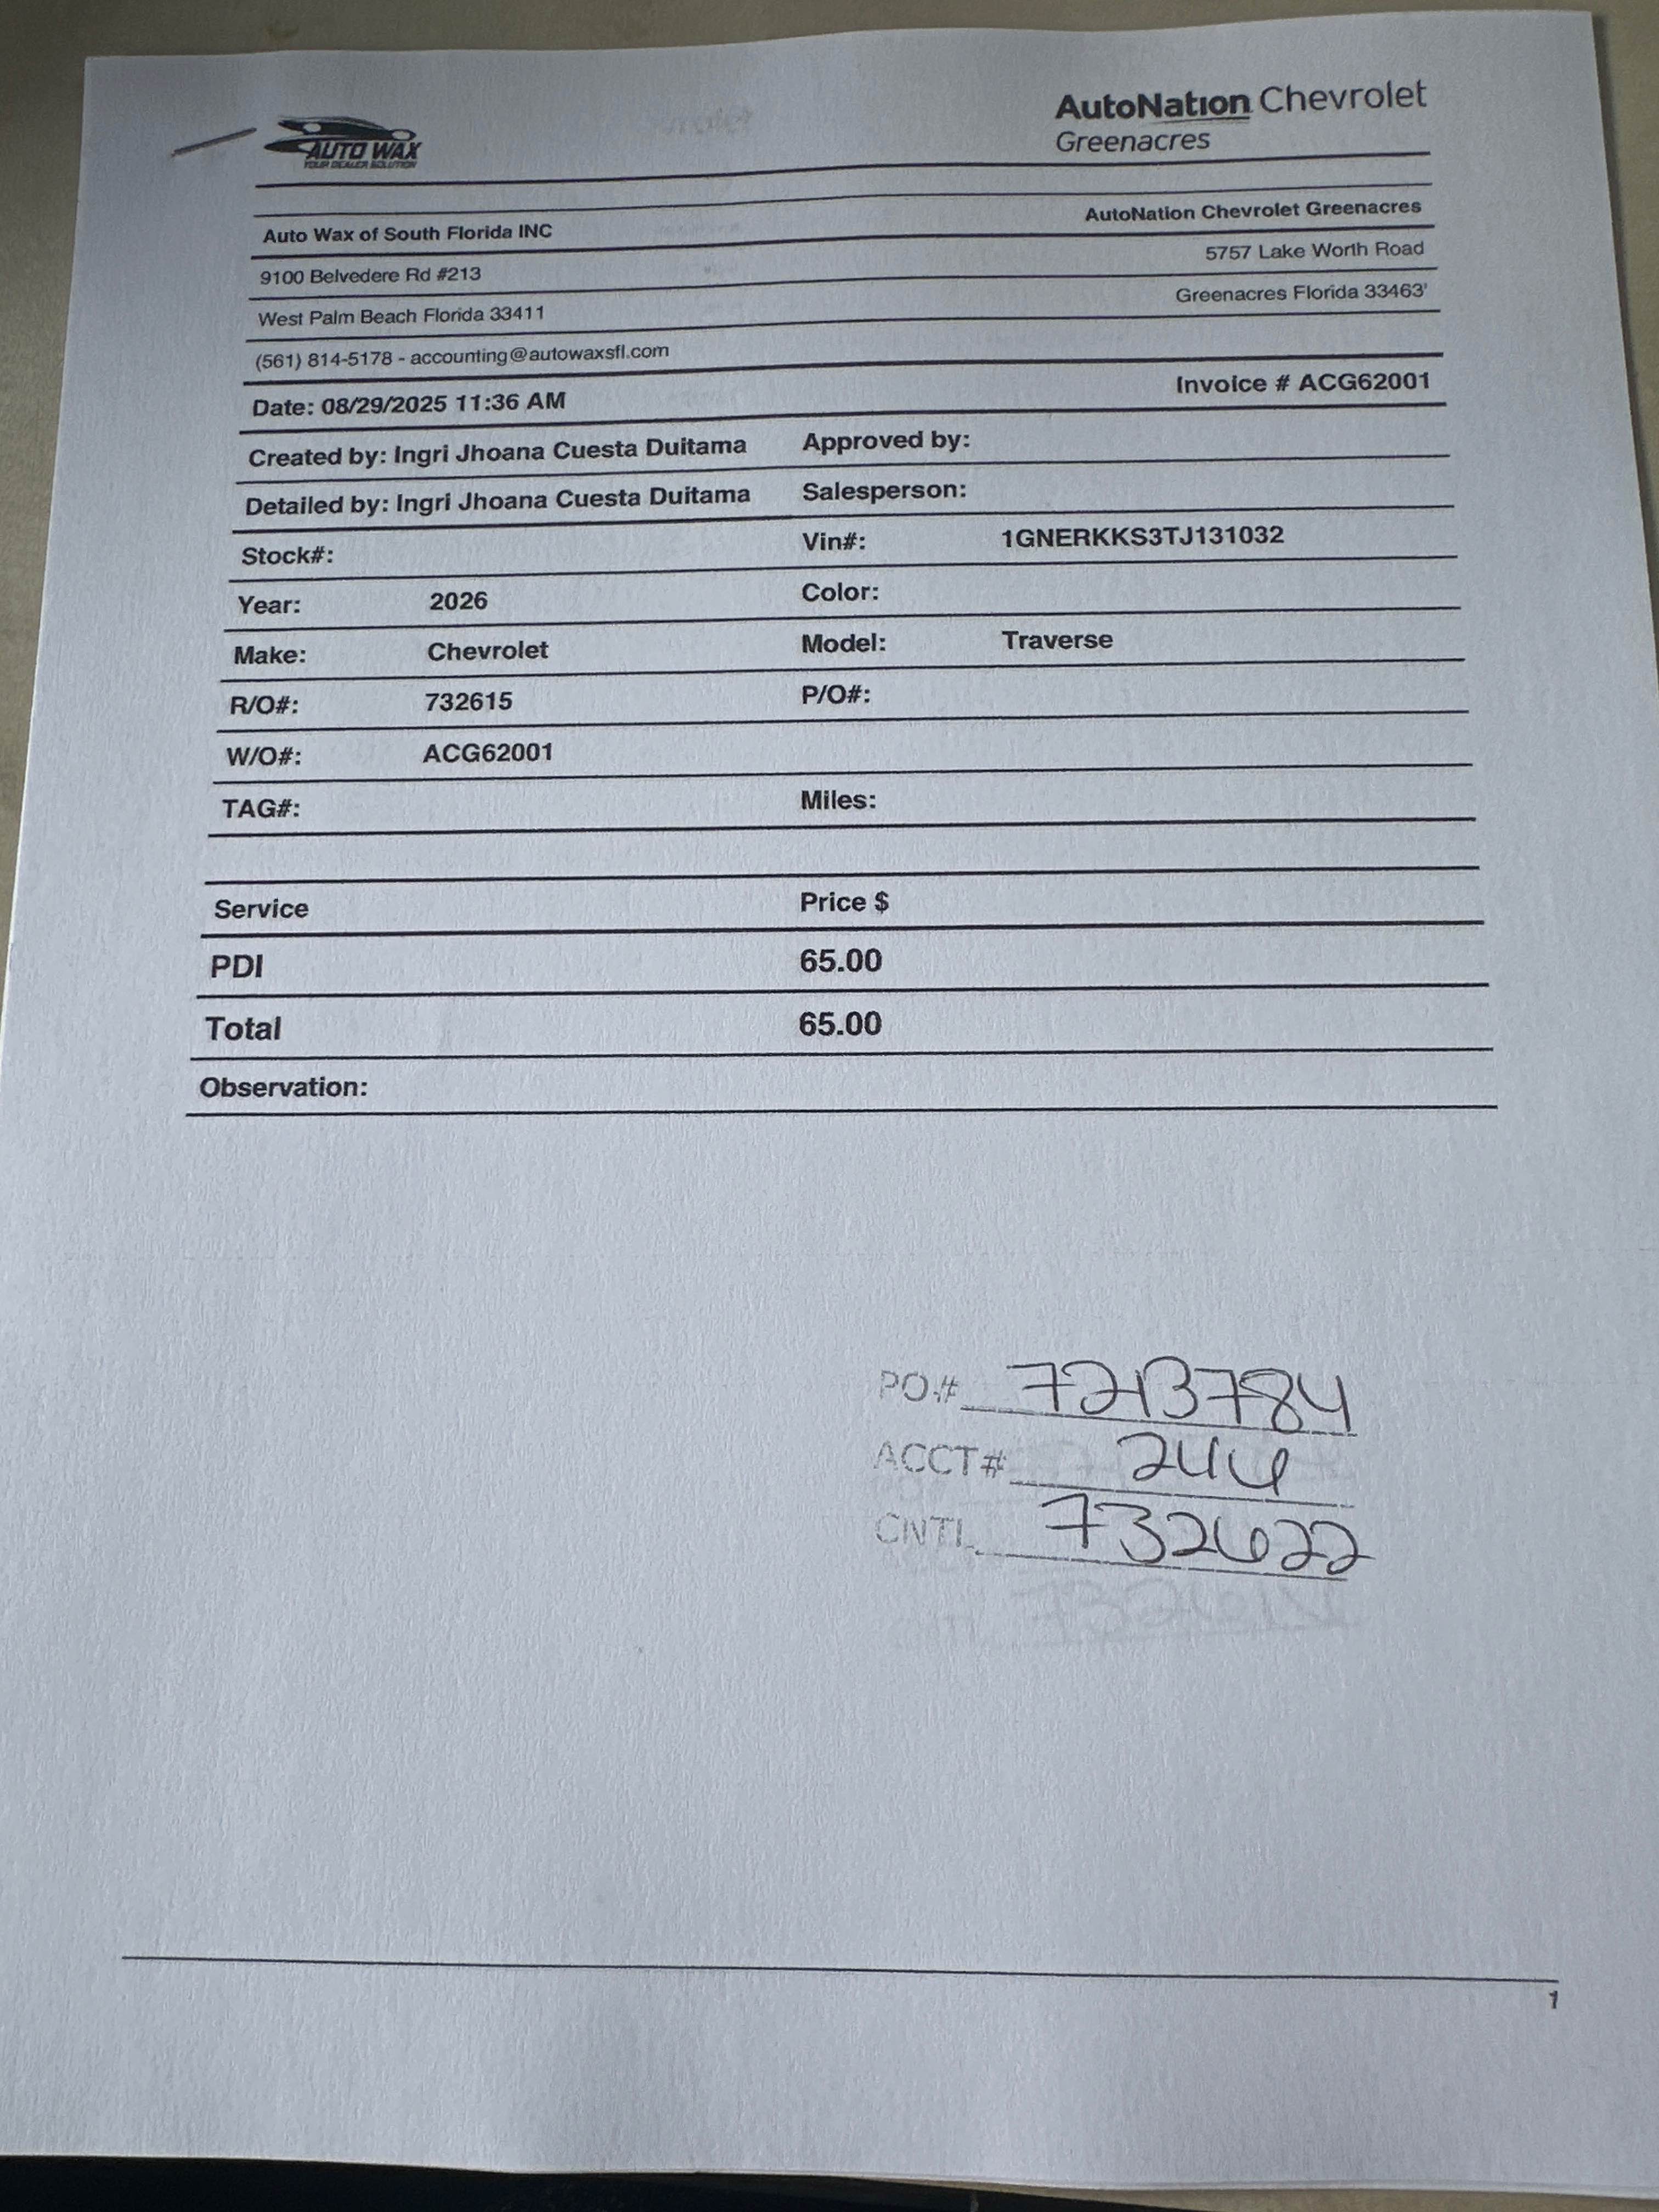 AUTO WAX
YOUR DEALER SOLUTION
AutoNation Chevrolet
Greenacres
Auto Wax of South Florida INC
AutoNation Chevrolet Greenacres
9100 Belvedere Rd #213
5757 Lake Worth Road
West Palm Beach Florida 33411
Greenacres Florida 33463'
(561) 814-5178 - accounting@autowaxsfl.com
Date: 08/29/2025 11:36 AM Invoice # ACG62001
Created by: Ingri Jhoana Cuesta Duitama Approved by:
Detailed by: Ingri Jhoana Cuesta Duitama Salesperson:
Stock#: Vin#: 1GNERKKS3TJ131032
Year: 2026 Color:
Make: Chevrolet Model: Traverse
R/O#: 732615 P/O#:
W/O#: ACG62001
TAG#: Miles:
Service Price $
PDI 65.00
Total 65.00
Observation:
PO# 7213784
ACCT# 244
CNTL 732622
1